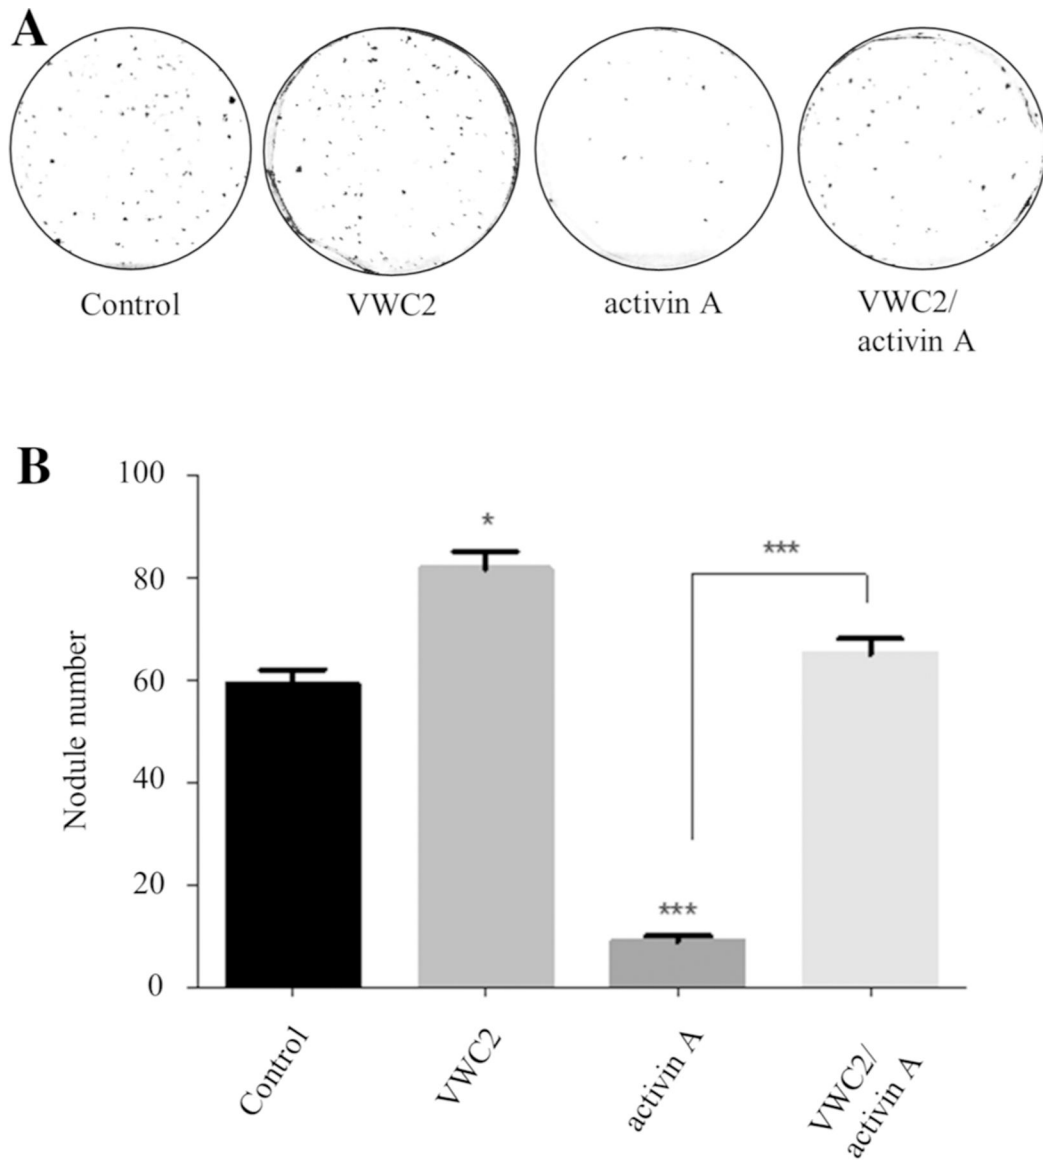 A
Control
VWC2
activin A
VWC2/
activin A
B
100
80
60
40
20
0
Nodule number
*
***
***
Control
VWC2
activin A
VWC2/
activin A